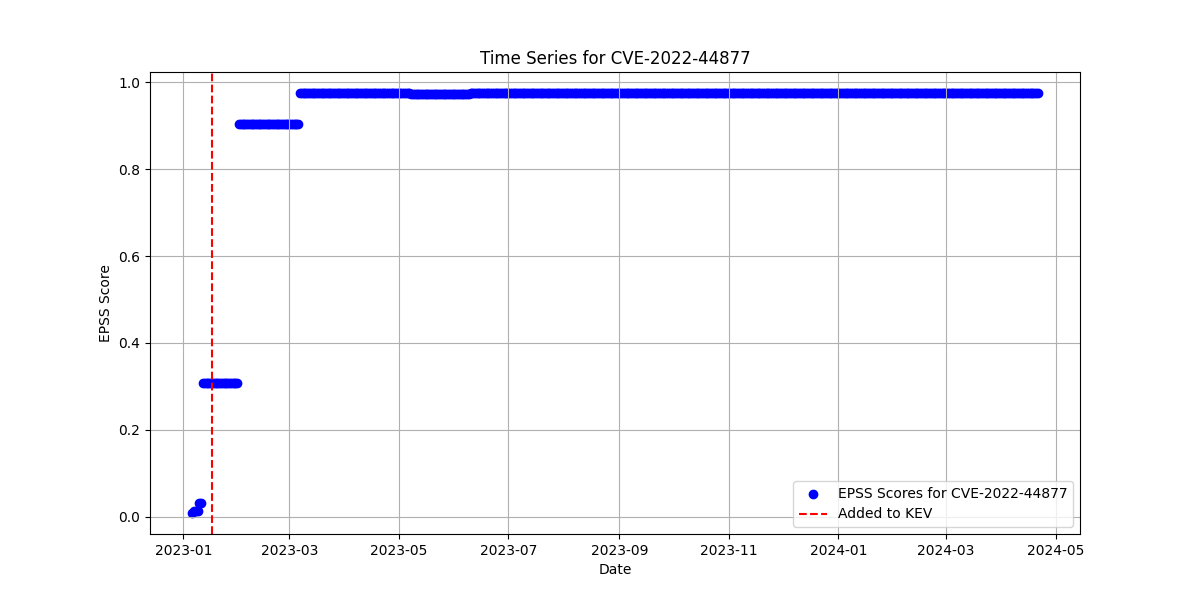 Time Series for CVE-2022-44877
EPSS Score
1.0
0.8
0.6
0.4
0.2
0.0
EPSS Scores for CVE-2022-44877
Added to KEV
2023-01 2023-03 2023-05 2023-07 2023-09 2023-11 2024-01 2024-03 2024-05
Date